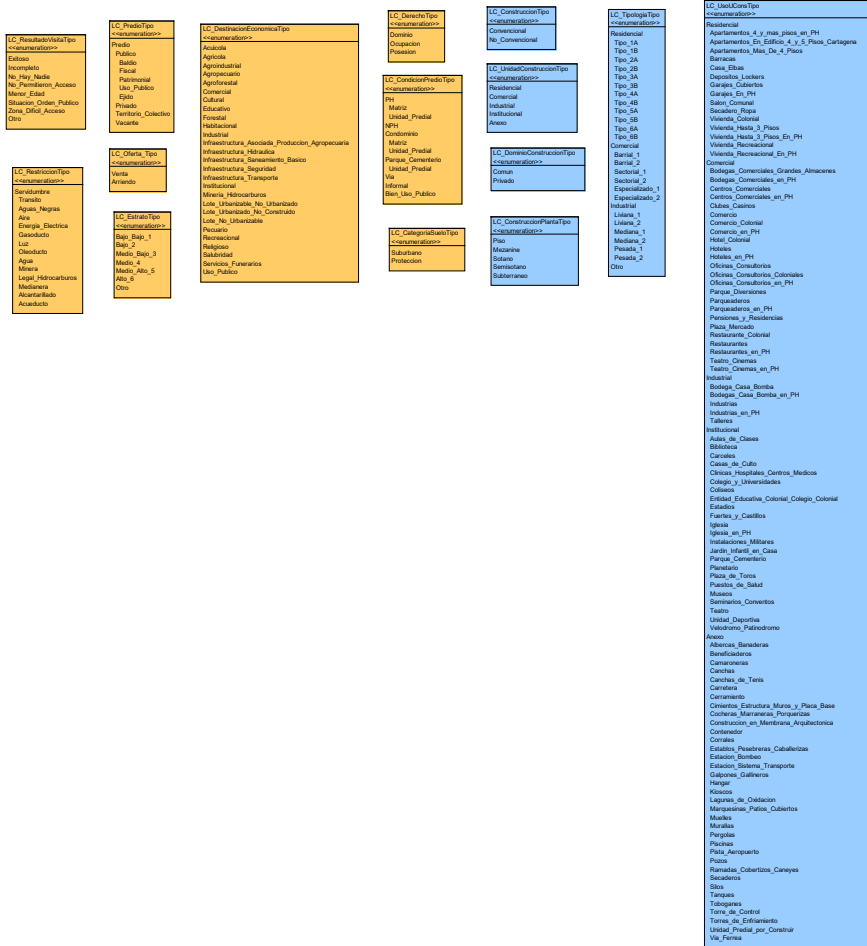 LC_ResultadoVisitaTipo
<<enumeration>>
Exitoso
Incompleto
No_Hay_Nadie
No_Permitieron_Acceso
Menor_Edad
Situacion_Orden_Publico
Zona_Dificil_Acceso
Otro
LC_RestriccionTipo
<<enumeration>>
Servidumbre
Transito
Aguas_Negras
Aire
Energia_Electrica
Gasoducto
Luz
Oleoducto
Agua
Minera
Legal_Hidrocarburos
Medianera
Alcantarillado
Acueducto
LC_PredioTipo
<<enumeration>>
Predio
Publico
Baldio
Fiscal
Patrimonial
Uso_Publico
Ejido
Privado
Territorio_Colectivo
Vacante
LC_Oferta_Tipo
<<enumeration>>
Venta
Arriendo
LC_EstratoTipo
<<enumeration>>
Bajo_Bajo_1
Bajo_2
Medio_Bajo_3
Medio_4
Medio_Alto_5
Alto_6
Otro
LC_DestinacionEconomicaTipo
<<enumeration>>
Acuicola
Agricola
Agroindustrial
Agropecuario
Agroforestal
Comercial
Cultural
Educativo
Forestal
Habitacional
Industrial
Infraestructura_Asociada_Produccion_Agropecuaria
Infraestructura_Hidraulica
Infraestructura_Saneamiento_Basico
Infraestructura_Seguridad
Infraestructura_Transporte
Institucional
Mineria_Hidrocarburos
Lote_Urbanizable_No_Urbanizado
Lote_Urbanizado_No_Construido
Lote_No_Urbanizable
Pecuario
Recreacional
Religioso
Salubridad
Servicios_Funerarios
Uso_Publico
LC_DerechoTipo
<<enumeration>>
Dominio
Ocupacion
Posesion
LC_CondicionPredioTipo
<<enumeration>>
PH
Matriz
Unidad_Predial
NPH
Condominio
Matriz
Unidad_Predial
Parque_Cementerio
Unidad_Predial
Via
Informal
Bien_Uso_Publico
LC_CategoriaSueloTipo
<<enumeration>>
Suburbano
Proteccion
LC_ConstruccionTipo
<<enumeration>>
Convencional
No_Convencional
LC_UnidadConstruccionTipo
<<enumeration>>
Residencial
Comercial
Industrial
Institucional
Anexo
LC_DominioConstruccionTipo
<<enumeration>>
Comun
Privado
LC_ConstruccionPlantaTipo
<<enumeration>>
Piso
Mezanine
Sotano
Semisotano
Subterraneo
LC_TipologiaTipo
<<enumeration>>
Residencial
Tipo_1A
Tipo_1B
Tipo_2A
Tipo_2B
Tipo_3A
Tipo_3B
Tipo_4A
Tipo_4B
Tipo_5A
Tipo_5B
Tipo_6A
Tipo_6B
Comercial
Barrial_1
Barrial_2
Sectorial_1
Sectorial_2
Especializado_1
Especializado_2
Industrial
Liviana_1
Liviana_2
Mediana_1
Mediana_2
Pesada_1
Pesada_2
Otro
LC_UsoUConsTipo
<<enumeration>>
Residencial
Apartamentos_4_y_mas_pisos_en_PH
Apartamentos_En_Edificio_4_y_5_Pisos_Cartagena
Apartamentos_Mas_De_4_Pisos
Barracas
Casa_Elbas
Depositos_Lockers
Garajes_Cubiertos
Garajes_En_PH
Salon_Comunal
Secadero_Ropa
Vivienda_Colonial
Vivienda_Hasta_3_Pisos
Vivienda_Hasta_3_Pisos_En_PH
Vivienda_Recreacional
Vivienda_Recreacional_En_PH
Comercial
Bodegas_Comerciales_Grandes_Almacenes
Bodegas_Comerciales_en_PH
Centros_Comerciales
Centros_Comerciales_en_PH
Clubes_Casinos
Comercio
Comercio_Colonial
Comercio_en_PH
Hotel_Colonial
Hoteles
Hoteles_en_PH
Oficinas_Consultorios
Oficinas_Consultorios_Coloniales
Oficinas_Consultorios_en_PH
Parque_Diversiones
Parqueaderos
Parqueaderos_en_PH
Pensiones_y_Residencias
Plaza_Mercado
Restaurante_Colonial
Restaurantes
Restaurantes_en_PH
Teatro_Cinemas
Teatro_Cinemas_en_PH
Industrial
Bodega_Casa_Bomba
Bodegas_Casa_Bomba_en_PH
Industrias
Industrias_en_PH
Talleres
Institucional
Aulas_de_Clases
Biblioteca
Carceles
Casas_de_Culto
Clinicas_Hospitales_Centros_Medicos
Colegio_y_Universidades
Coliseos
Entidad_Educativa_Colonial_Colegio_Colonial
Estadios
Fuertes_y_Castillos
Iglesia
Iglesia_en_PH
Instalaciones_Militares
Jardin_Infantil_en_Casa
Parque_Cementerio
Planetario
Plaza_de_Toros
Puestos_de_Salud
Museos
Seminarios_Conventos
Teatro
Unidad_Deportiva
Velodromo_Patinodromo
Anexo
Albercas_Banaderas
Beneficiaderos
Camaroneras
Canchas
Canchas_de_Tenis
Carretera
Cerramiento
Cimientos_Estructura_Muros_y_Placa_Base
Cocheras_Marraneras_Porquerizas
Construccion_en_Membrana_Arquitectonica
Contenedor
Corrales
Establos_Pesebreras_Caballerizas
Estacion_Bombeo
Estacion_Sistema_Transporte
Galpones_Gallineros
Hangar
Kioscos
Lagunas_de_Oxidacion
Marquesinas_Patios_Cubiertos
Muelles
Murallas
Pergolas
Piscinas
Pista_Aeropuerto
Pozos
Ramadas_Cobertizos_Caneyes
Secaderos
Silos
Tanques
Toboganes
Torre_de_Control
Torres_de_Enfriamiento
Unidad_Predial_por_Construir
Via_Ferrea